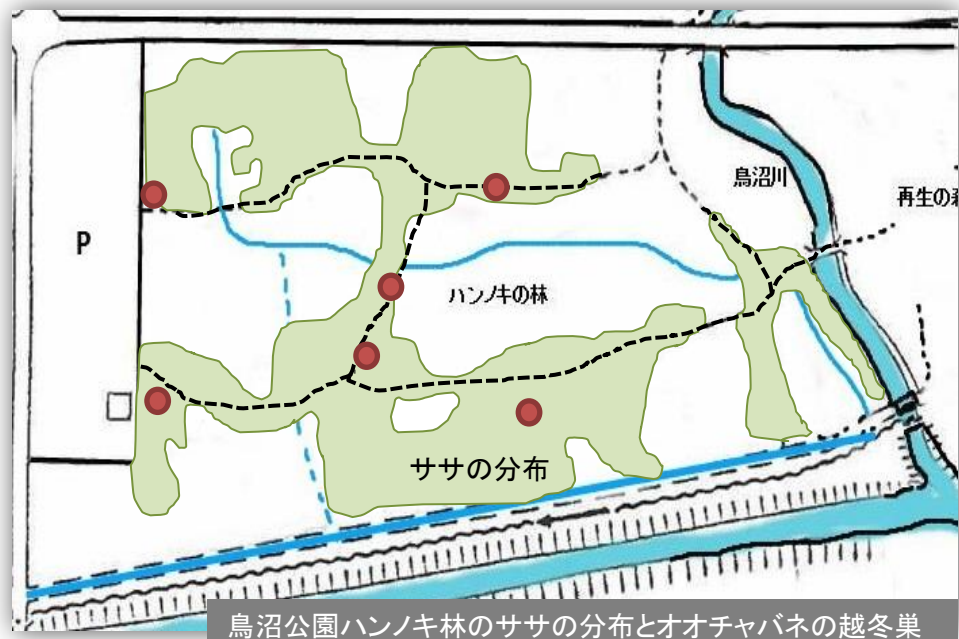 鳥沼川
再生の森
P
ハンノキの林
ササの分布
鳥沼公園ハンノキ林のササの分布とオオチャバネの越冬巣